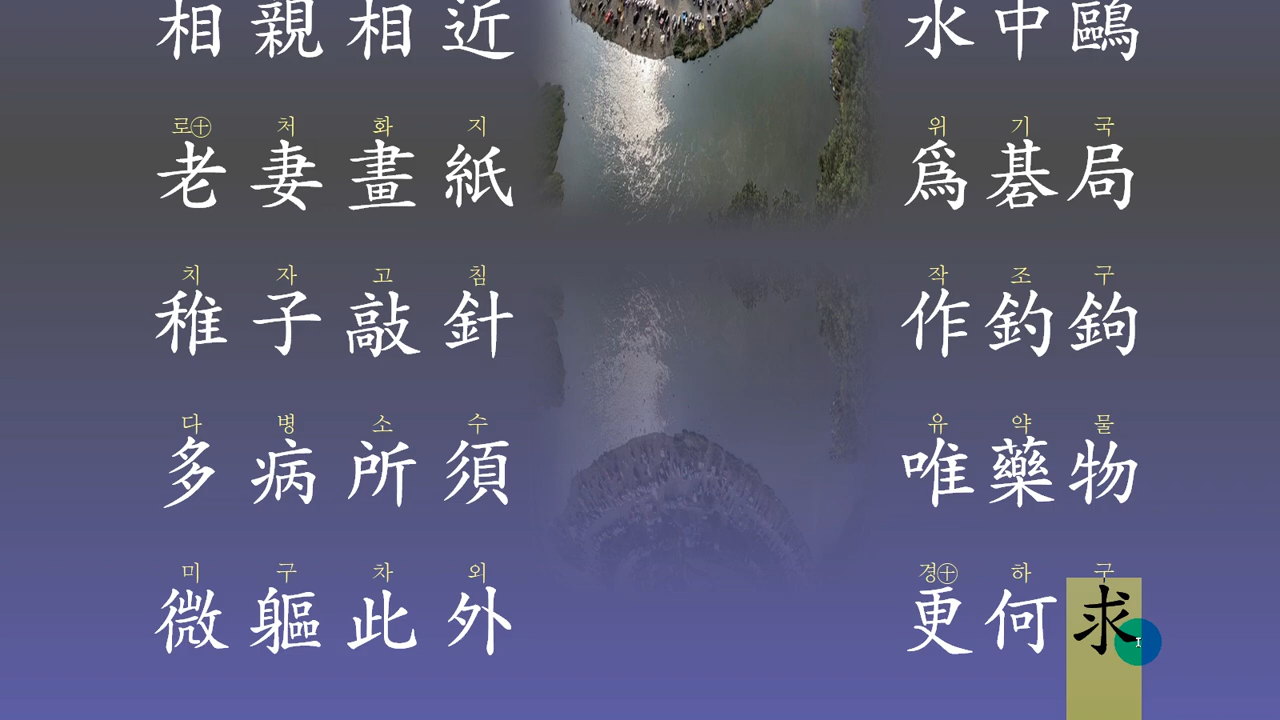 相親相近 水中鷗
로㊉ 처 화 지 위 기 국
老妻畫紙 爲碁局
치 자 고 침 작 조 구
稚子敲針 作釣鉤
다 병 소 수 유 약 물
多病所須 唯藥物
미 구 차 외 경㊉ 하 구
微軀此外 更何求